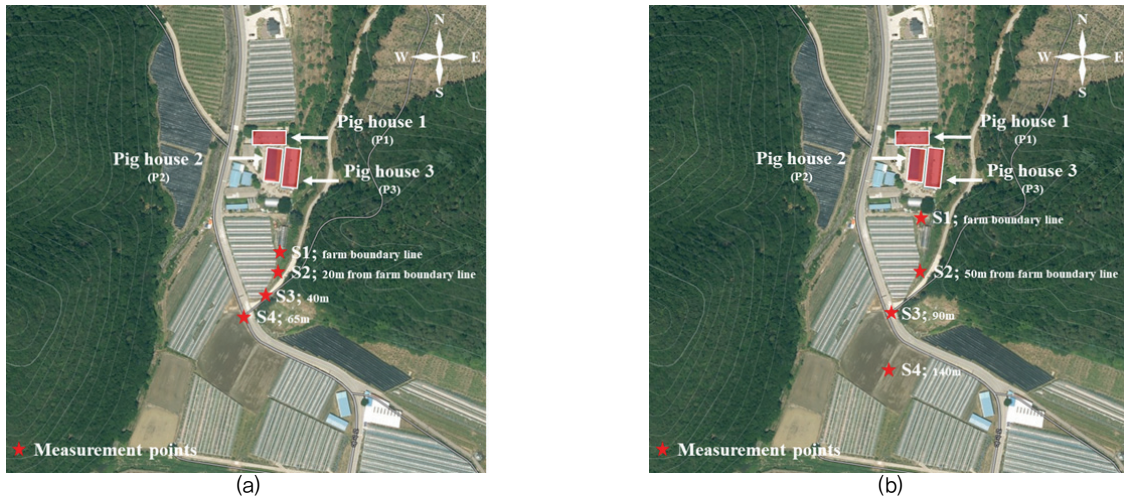 N
W E
S
Pig house 1
(P1)
Pig house 2
(P2)
Pig house 3
(P3)
S1; farm boundary line
S2; 20m from farm boundary line
S3; 40m
S4; 65m
Measurement points
(a)
N
W E
S
Pig house 1
(P1)
Pig house 2
(P2)
Pig house 3
(P3)
S1; farm boundary line
S2; 50m from farm boundary line
S3; 90m
S4; 140m
Measurement points
(b)